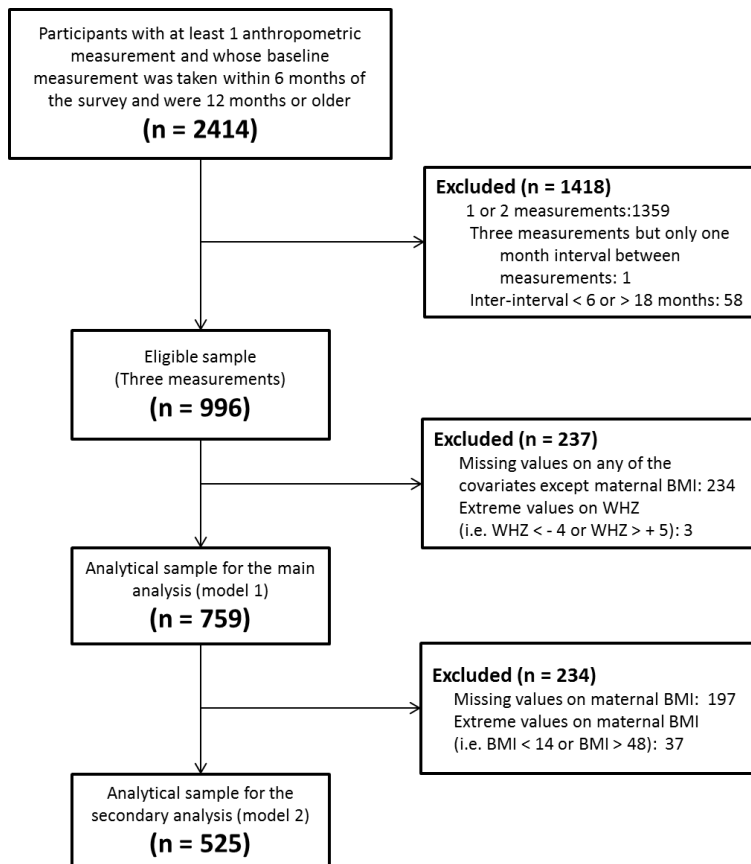 Participants with at least 1 anthropometric
measurement and whose baseline
measurement was taken within 6 months of
the survey and were 12 months or older
(n = 2414)
Excluded (n = 1418)
1 or 2 measurements:1359
Three measurements but only one
month interval between
measurements: 1
Inter-interval < 6 or > 18 months: 58
Eligible sample
(Three measurements)
(n = 996)
Excluded (n = 237)
Missing values on any of the
covariates except maternal BMI: 234
Extreme values on WHZ
(i.e. WHZ < - 4 or WHZ > + 5): 3
Analytical sample for the main
analysis (model 1)
(n = 759)
Excluded (n = 234)
Missing values on maternal BMI: 197
Extreme values on maternal BMI
(i.e. BMI < 14 or BMI > 48): 37
Analytical sample for the
secondary analysis (model 2)
(n = 525)